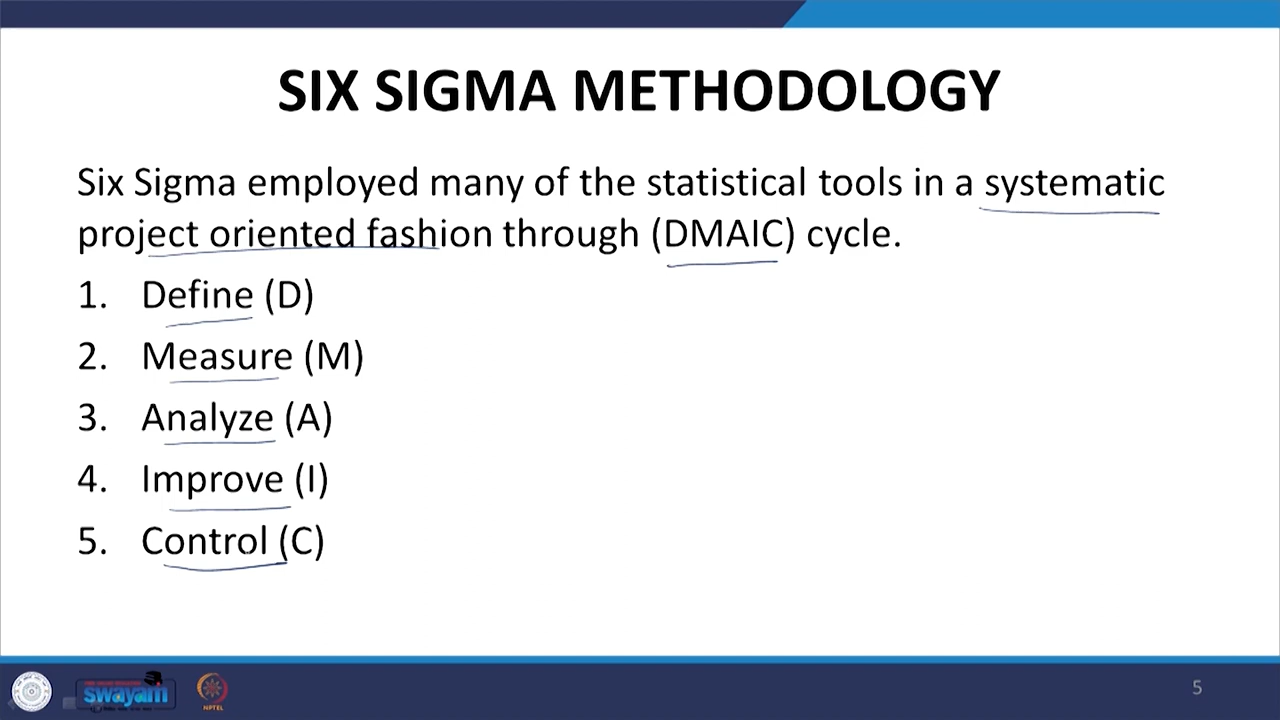 SIX SIGMA METHODOLOGY
Six Sigma employed many of the statistical tools in a systematic
project oriented fashion through (DMAIC) cycle.
1. Define (D)
2. Measure (M)
3. Analyze (A)
4. Improve (I)
5. Control (C)
swayam
NPTEL
5